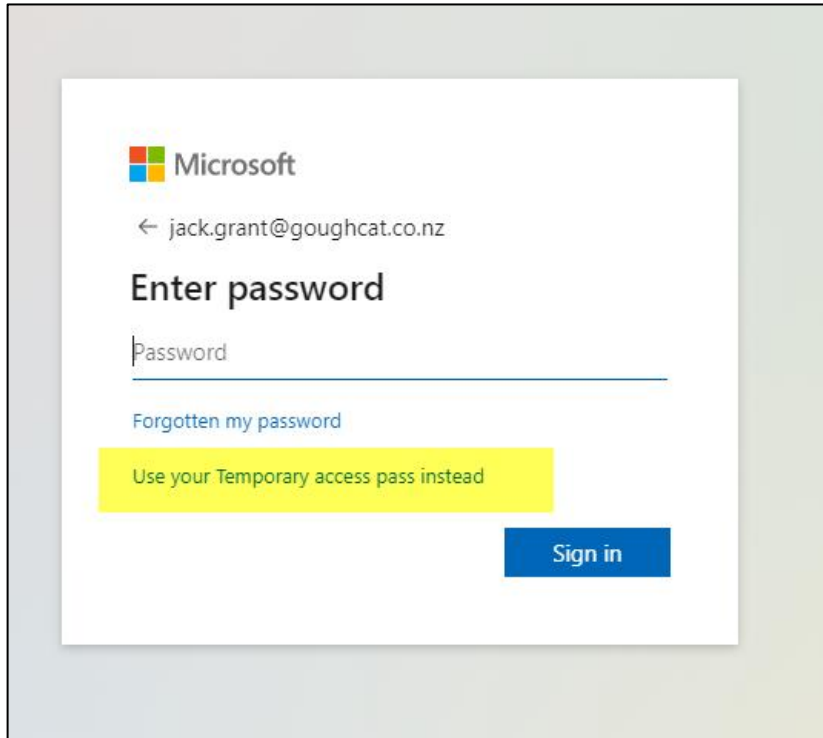 Microsoft
← jack.grant@goughcat.co.nz
Enter password
Password
Forgotten my password
Use your Temporary access pass instead
Sign in